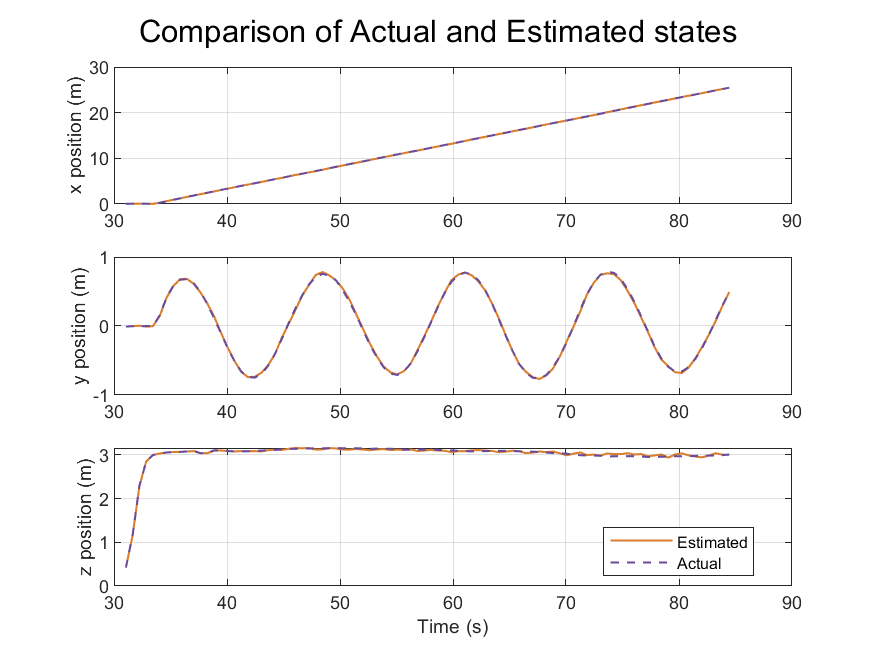 Comparison of Actual and Estimated states
30
20
10
0
x position (m)
30 40 50 60 70 80 90
1
0
-1
y position (m)
30 40 50 60 70 80 90
3
2
1
0
z position (m)
Estimated
Actual
30 40 50 60 70 80 90
Time (s)